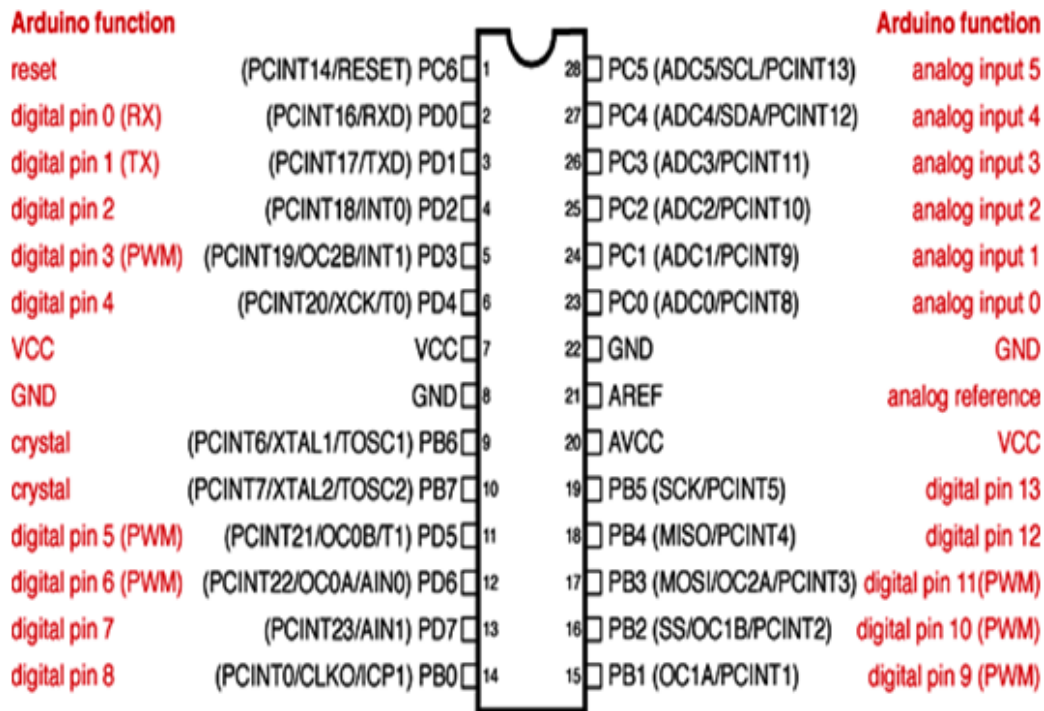 Arduino function Arduino function
reset (PCINT14/RESET) PC6 1 28 PC5 (ADC5/SCL/PCINT13) analog input 5
digital pin 0 (RX) (PCINT16/RXD) PD0 2 27 PC4 (ADC4/SDA/PCINT12) analog input 4
digital pin 1 (TX) (PCINT17/TXD) PD1 3 26 PC3 (ADC3/PCINT11) analog input 3
digital pin 2 (PCINT18/INT0) PD2 4 25 PC2 (ADC2/PCINT10) analog input 2
digital pin 3 (PWM) (PCINT19/OC2B/INT1) PD3 5 24 PC1 (ADC1/PCINT9) analog input 1
digital pin 4 (PCINT20/XCK/T0) PD4 6 23 PC0 (ADC0/PCINT8) analog input 0
VCC VCC 7 22 GND GND
GND GND 8 21 AREF analog reference
crystal (PCINT6/XTAL1/TOSC1) PB6 9 20 AVCC VCC
crystal (PCINT7/XTAL2/TOSC2) PB7 10 19 PB5 (SCK/PCINT5) digital pin 13
digital pin 5 (PWM) (PCINT21/OC0B/T1) PD5 11 18 PB4 (MISO/PCINT4) digital pin 12
digital pin 6 (PWM) (PCINT22/OC0A/AIN0) PD6 12 17 PB3 (MOSI/OC2A/PCINT3) digital pin 11(PWM)
digital pin 7 (PCINT23/AIN1) PD7 13 16 PB2 (SS/OC1B/PCINT2) digital pin 10 (PWM)
digital pin 8 (PCINT0/CLKO/ICP1) PB0 14 15 PB1 (OC1A/PCINT1) digital pin 9 (PWM)